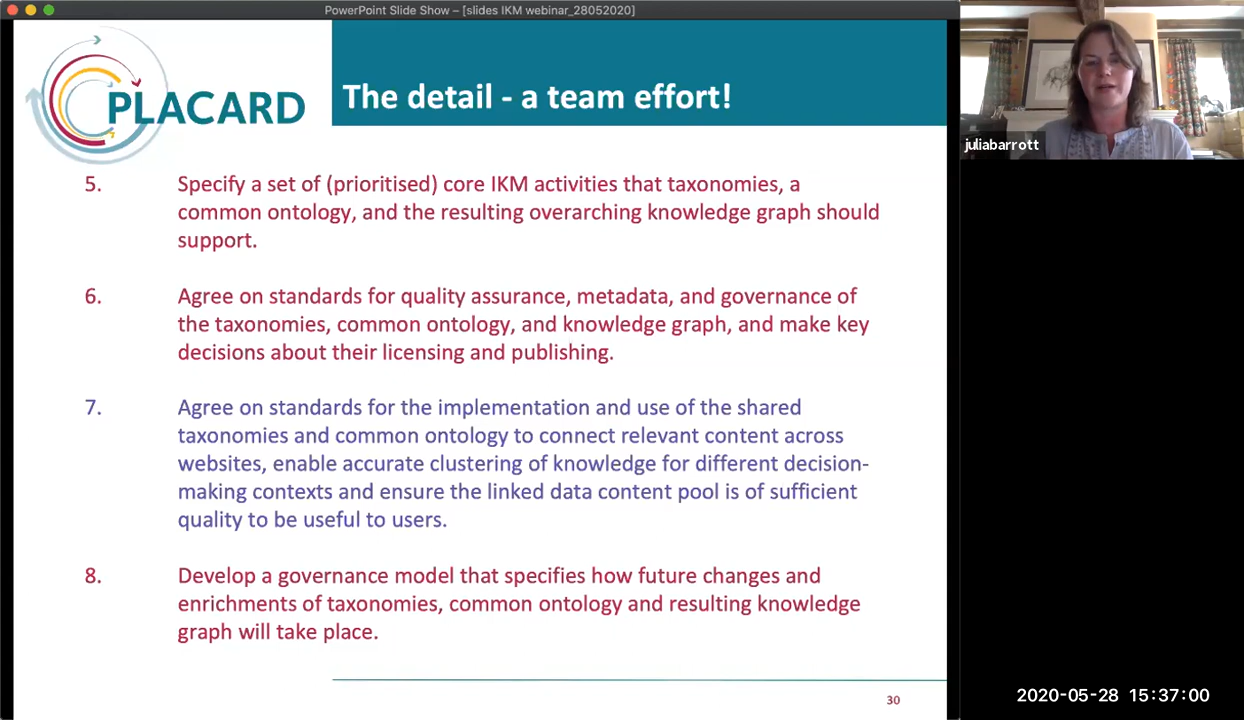 PowerPoint Slide Show – [slides IKM webinar_28052020]
PLACARD
The detail - a team effort!
juliabarrott
5. Specify a set of (prioritised) core IKM activities that taxonomies, a
common ontology, and the resulting overarching knowledge graph should
support.
6. Agree on standards for quality assurance, metadata, and governance of
the taxonomies, common ontology, and knowledge graph, and make key
decisions about their licensing and publishing.
7. Agree on standards for the implementation and use of the shared
taxonomies and common ontology to connect relevant content across
websites, enable accurate clustering of knowledge for different decision-
making contexts and ensure the linked data content pool is of sufficient
quality to be useful to users.
8. Develop a governance model that specifies how future changes and
enrichments of taxonomies, common ontology and resulting knowledge
graph will take place.
30
2020-05-28 15:37:00